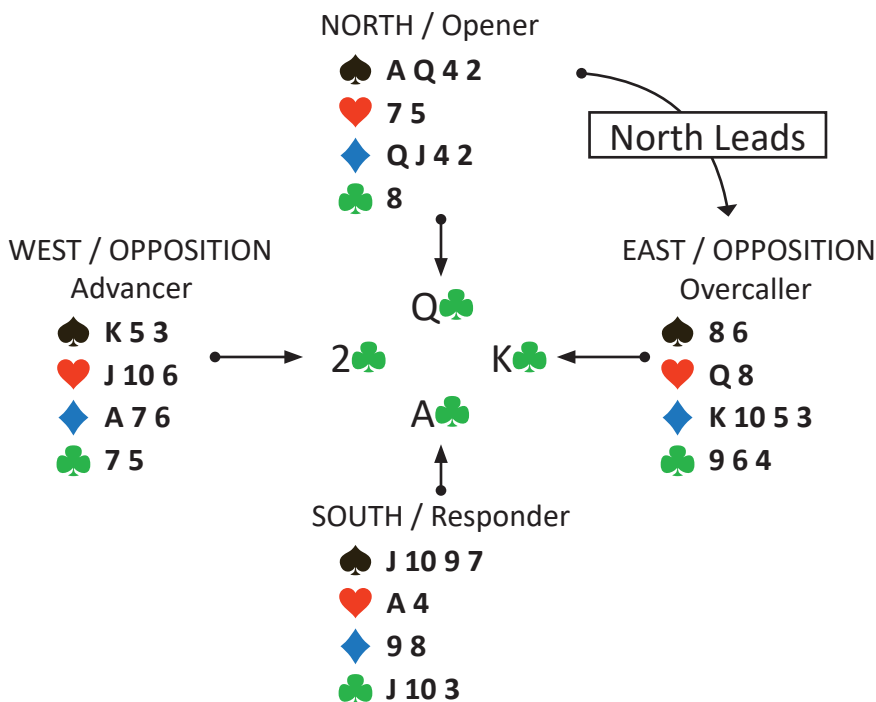 NORTH / Opener
♠ A Q 4 2
♥ 7 5
♦ Q J 4 2
♣ 8
North Leads
WEST / OPPOSITION
Advancer
♠ K 5 3
♥ J 10 6
♦ A 7 6
♣ 7 5
EAST / OPPOSITION
Overcaller
♠ 8 6
♥ Q 8
♦ K 10 5 3
♣ 9 6 4
Q♣
2♣
K♣
A♣
SOUTH / Responder
♠ J 10 9 7
♥ A 4
♦ 9 8
♣ J 10 3